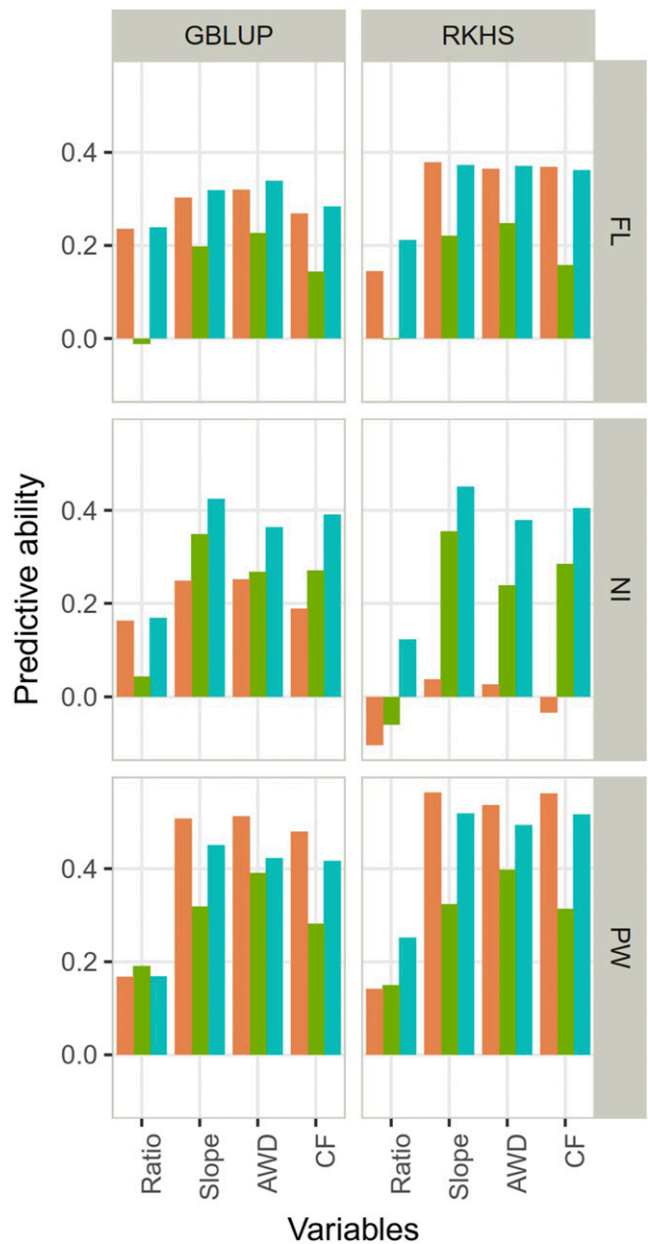 GBLUP RKHS
0.4
0.2
0.0
FL
0.4
0.2
0.0
NI
0.4
0.2
0.0
PW
Predictive ability
Ratio Slope AWD CF Ratio Slope AWD CF
Variables